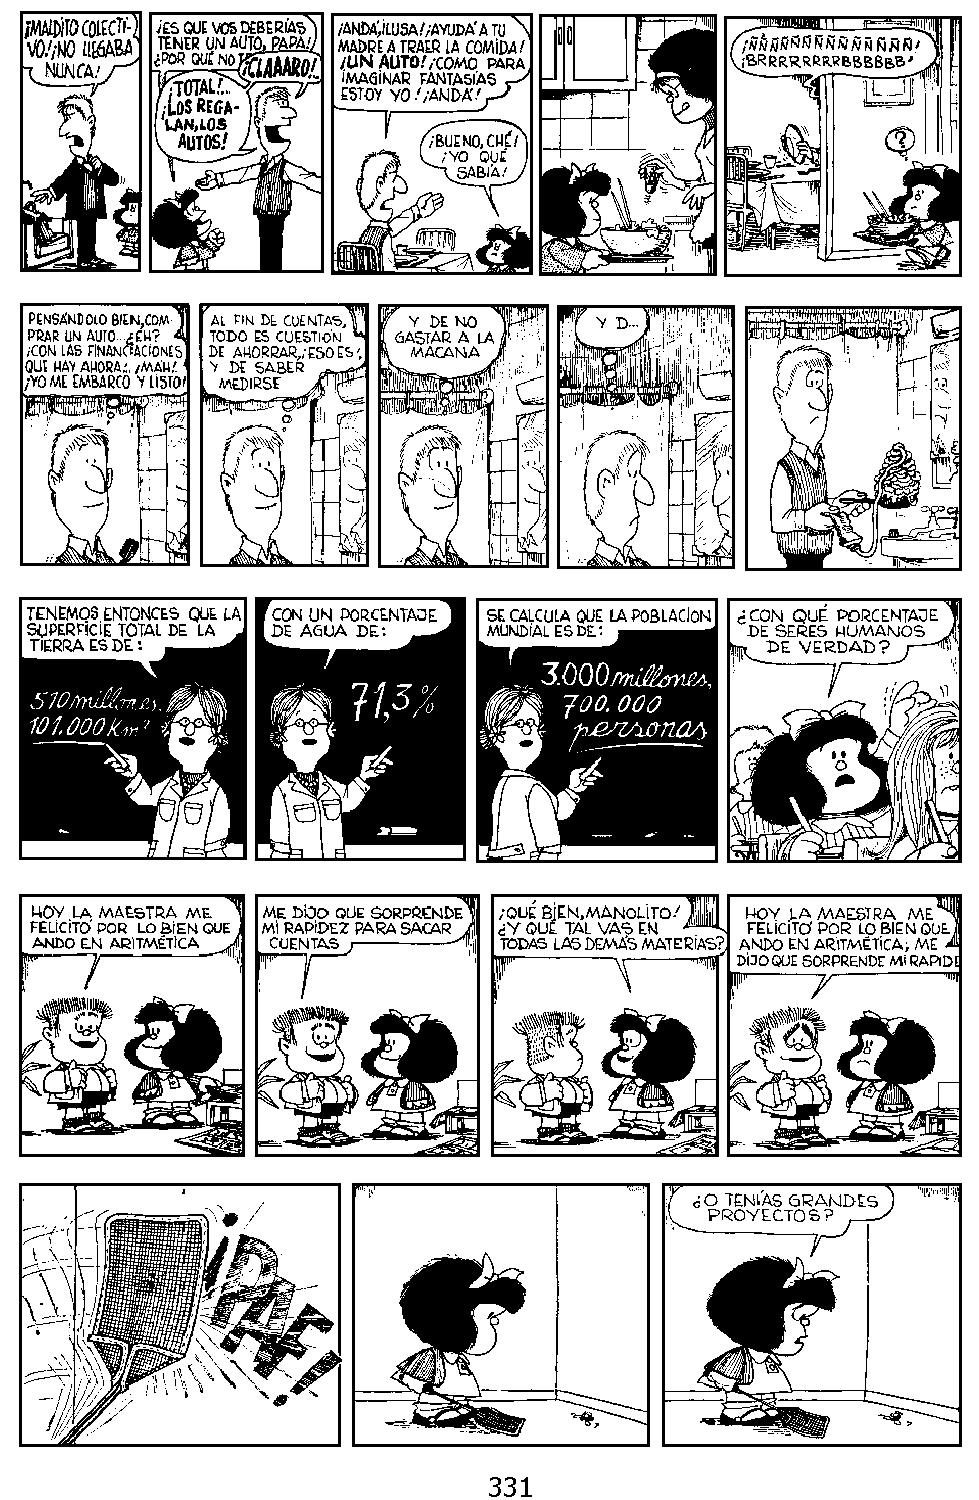 ¡MALDITO COLECTI-
VO!¡NO LLEGABA
NUNCA!
¡ES QUE VOS DEBERÍAS
TENER UN AUTO, PAPÁ!
¿POR QUÉ NO
¡CLAAARO!..
¡TOTAL!..
¡LOS REGA-
LAN, LOS
AUTOS!
¡ANDÁ, ILUSA!¡AYUDÁ A TU
MADRE A TRAER LA COMIDA!
¡UN AUTO!¡COMO PARA
IMAGINAR FANTASÍAS
ESTOY YO!¡ANDÁ!
¡BUENO, CHÉ!
¡YO QUÉ
SABÍA!
¡ÑÑÑÑÑÑÑÑÑÑÑÑÑ!
¡BRRRRRRRRBBBBBB!
?
PENSÁNDOLO BIEN, COM-
PRAR UN AUTO...¿EH?
¡CON LAS FINANCIACIONES
QUE HAY AHORA!..¡MAH!
¡YO ME EMBARCO Y LISTO!
AL FIN DE CUENTAS,
TODO ES CUESTION
DE AHORRAR, ¡ESO ES!,
Y DE SABER
MEDIRSE
Y DE NO
GASTAR A LA
MACANA
Y D...
TENEMOS ENTONCES QUE LA
SUPERFICIE TOTAL DE LA
TIERRA ES DE:
510 millones,
101.000 Km²
CON UN PORCENTAJE
DE AGUA DE:
71,3 %
SE CALCULA QUE LA POBLACION
MUNDIAL ES DE:
3.000 millones,
700.000
personas
¿CON QUÉ PORCENTAJE
DE SERES HUMANOS
DE VERDAD?
HOY LA MAESTRA ME
FELICITÓ POR LO BIEN QUE
ANDO EN ARITMÉTICA
ME DIJO QUE SORPRENDE
MI RAPIDEZ PARA SACAR
CUENTAS
¡QUÉ BIEN, MANOLITO!
¿Y QUÉ TAL VAS EN
TODAS LAS DEMÁS MATERIAS?
HOY LA MAESTRA ME
FELICITÓ POR LO BIEN QUE
ANDO EN ARITMÉTICA; ME
DIJO QUE SORPRENDE MI RAPIDE
¡PAF!
¿O TENÍAS GRANDES
PROYECTOS?
331